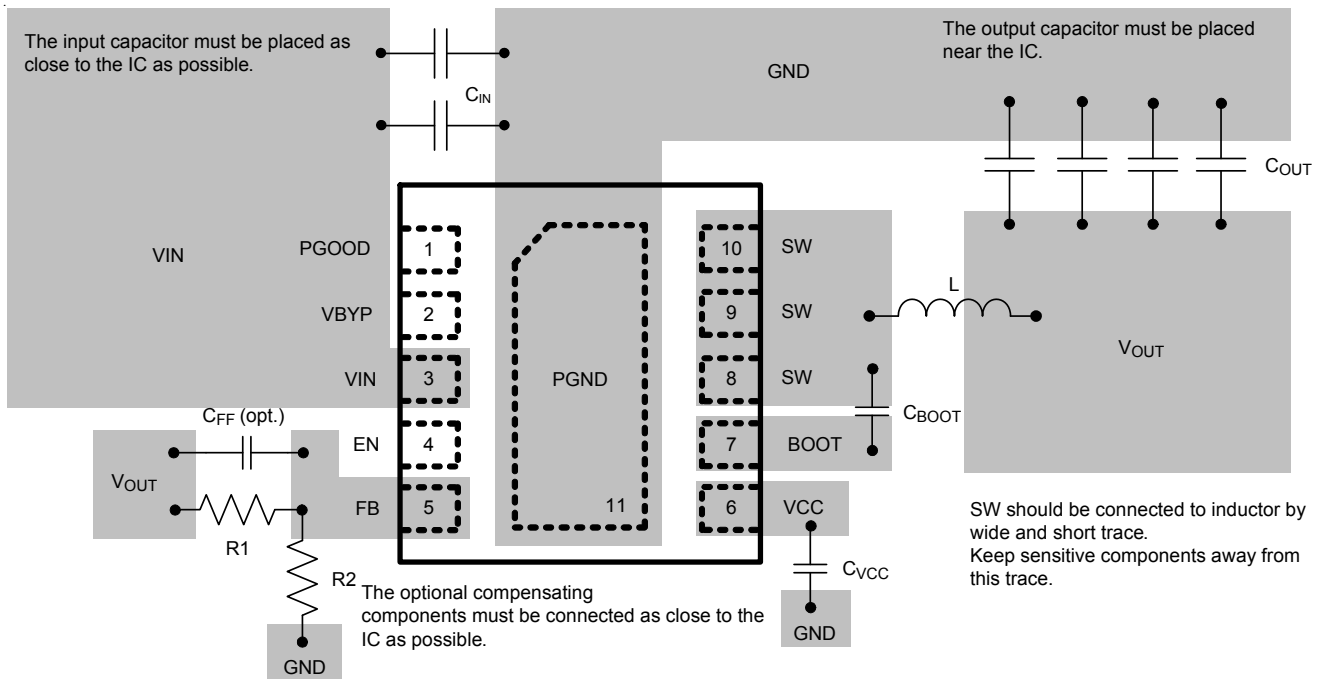 The input capacitor must be placed as
close to the IC as possible.
The output capacitor must be placed
near the IC.
GND
CIN
COUT
VIN
PGOOD
1
10
SW
VBYP
2
9
SW
L
VIN
3
PGND
8
SW
VOUT
CFF (opt.)
CBOOT
EN
4
7
BOOT
VOUT
FB
5
11
6
VCC
R1
SW should be connected to inductor by
wide and short trace.
Keep sensitive components away from
this trace.
R2
CVCC
The optional compensating
components must be connected as close to the
IC as possible.
GND
GND